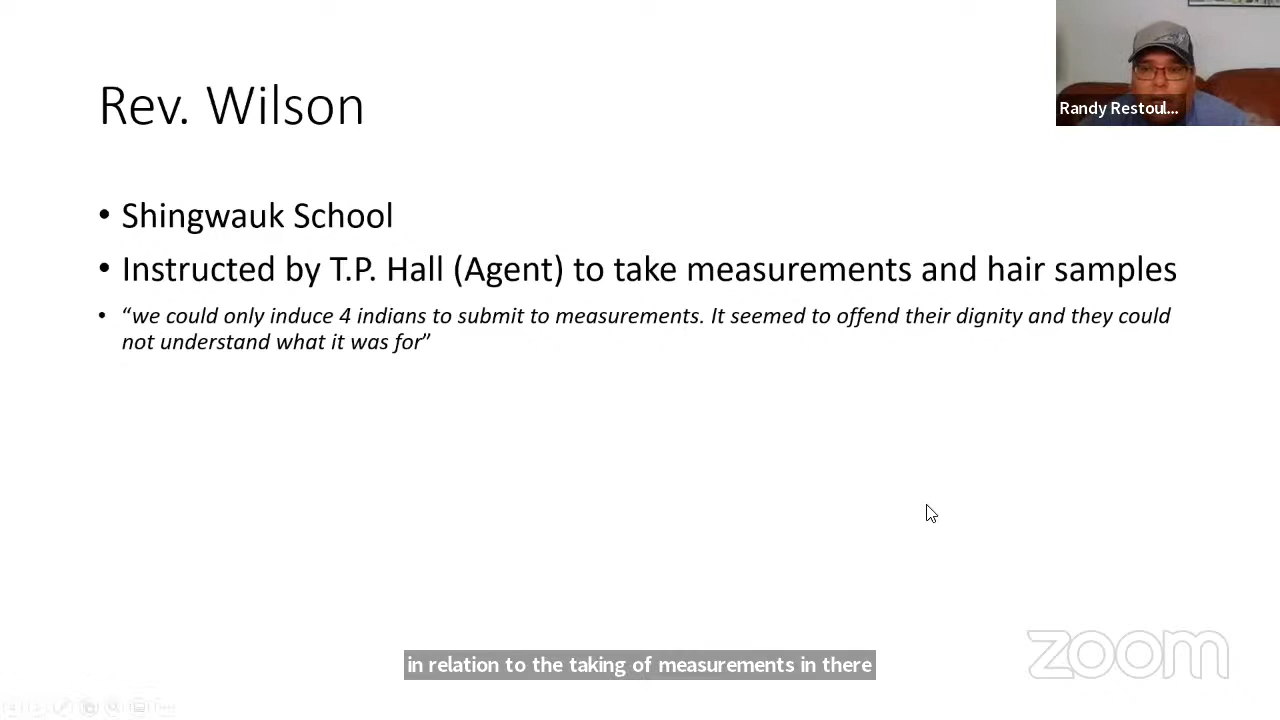 Rev. Wilson
Randy Restoul...
• Shingwauk School
• Instructed by T.P. Hall (Agent) to take measurements and hair samples
• “we could only induce 4 indians to submit to measurements. It seemed to offend their dignity and they could
not understand what it was for”
in relation to the taking of measurements in there
zoom